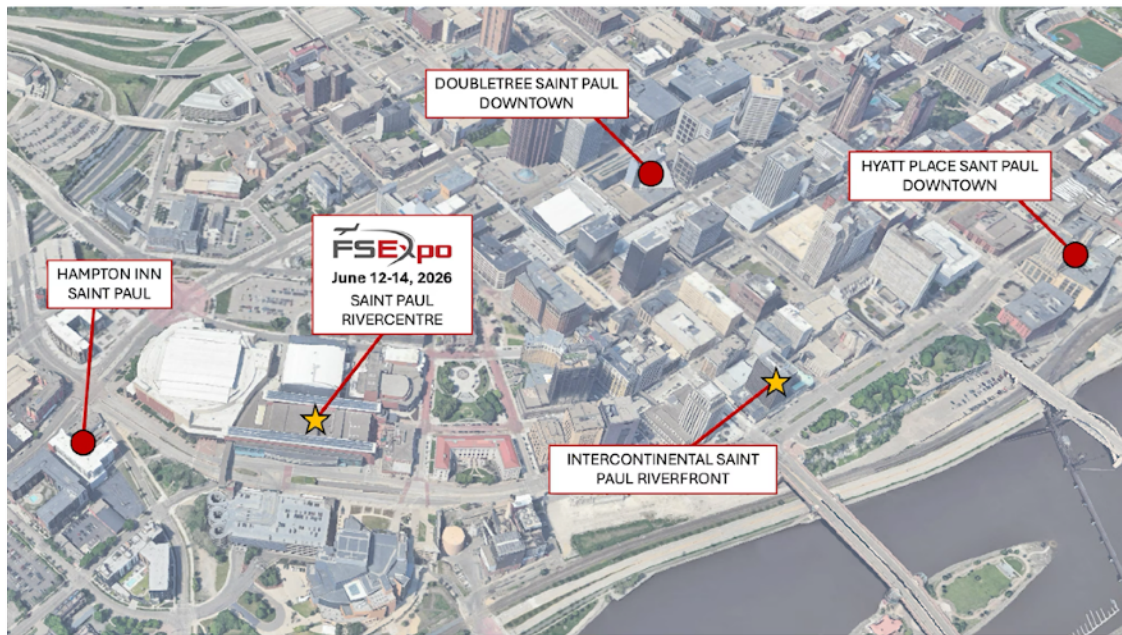 DOUBLETREE SAINT PAUL
DOWNTOWN
HYATT PLACE SANT PAUL
DOWNTOWN
FSExpo
June 12-14, 2026
SAINT PAUL
RIVERCENTRE
HAMPTON INN
SAINT PAUL
INTERCONTINENTAL SAINT
PAUL RIVERFRONT